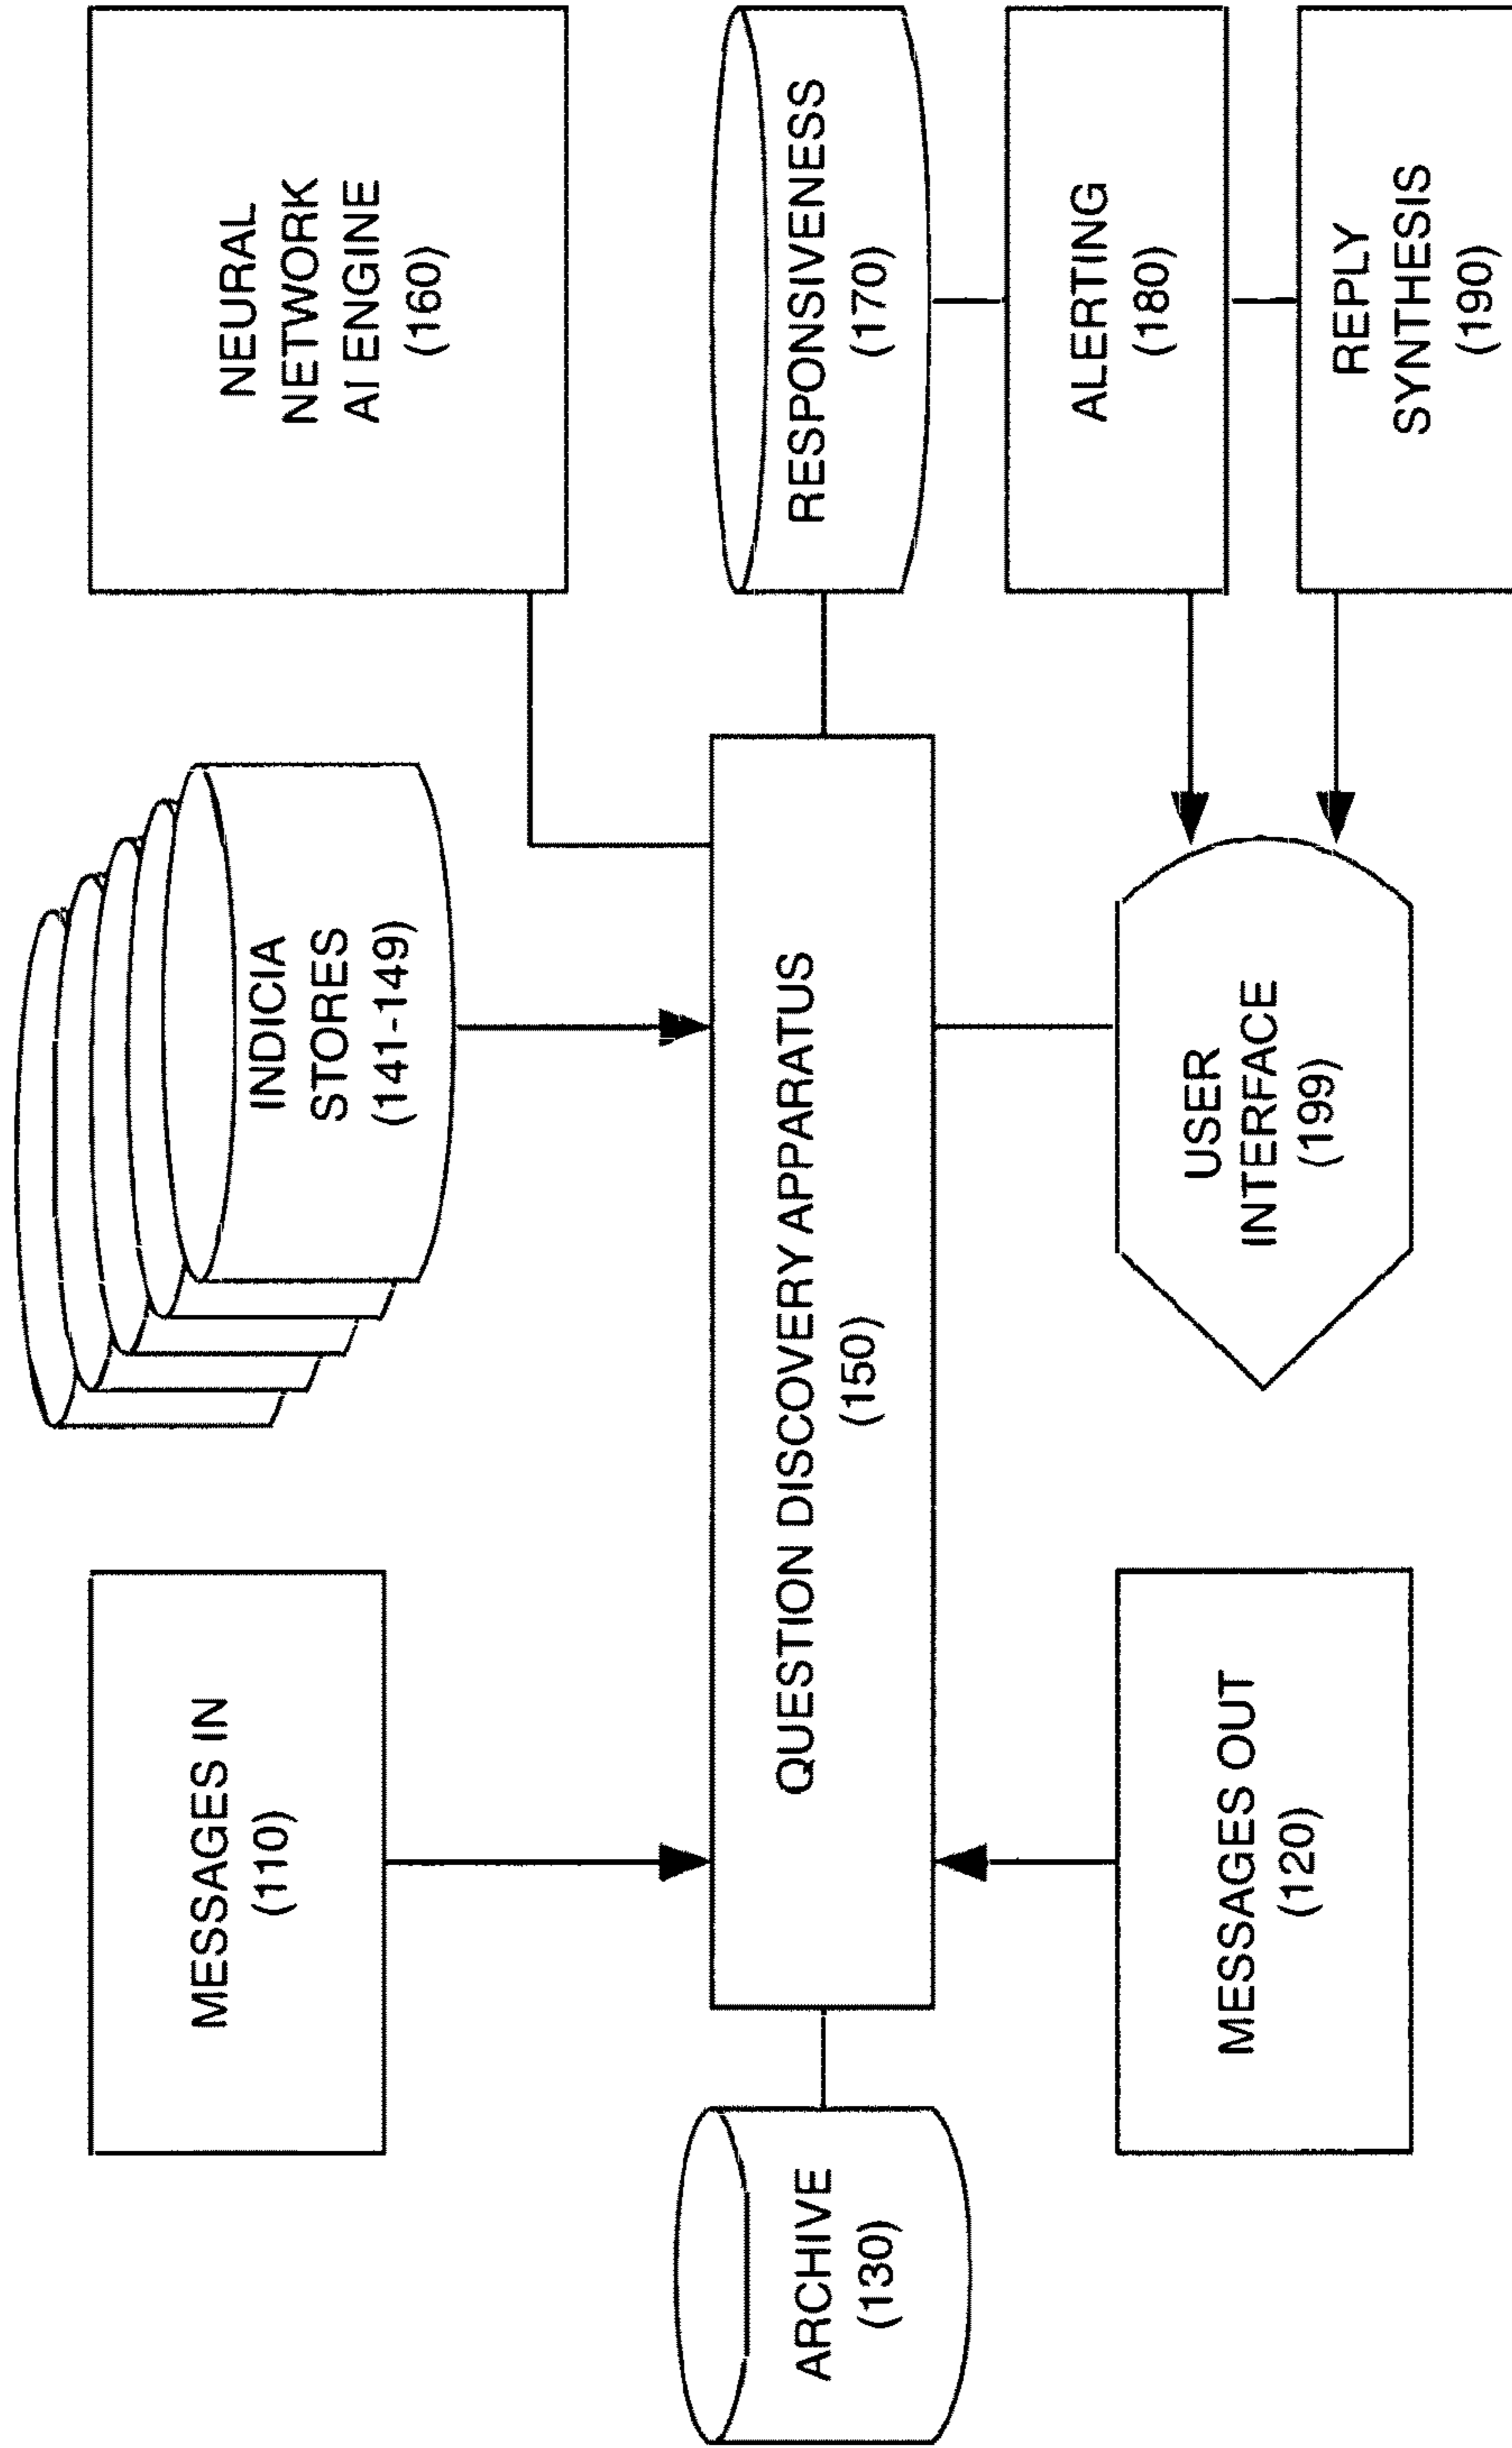 MESSAGES IN
(110)
INDICIA
STORES
(141-149)
NEURAL
NETWORK
AI ENGINE
(160)
ARCHIVE
(130)
QUESTION DISCOVERY APPARATUS
(150)
RESPONSIVENESS
(170)
ALERTING
(180)
MESSAGES OUT
(120)
USER
INTERFACE
(199)
REPLY
SYNTHESIS
(190)